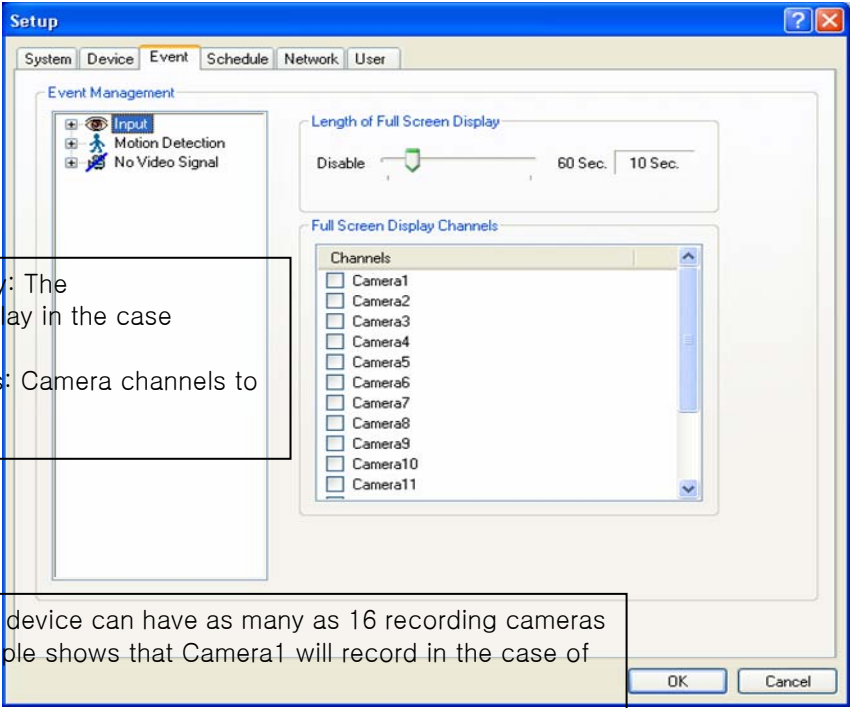 Setup
System Device Event Schedule Network User
Event Management
Input
Motion Detection
No Video Signal
Length of Full Screen Display
Disable 60 Sec. 10 Sec.
Full Screen Display Channels
Channels
Camera1
Camera2
Camera3
Camera4
Camera5
Camera6
Camera7
Camera8
Camera9
Camera10
Camera11
: The
lay in the case
: Camera channels to
device can have as many as 16 recording cameras
ple shows that Camera1 will record in the case of
OK Cancel